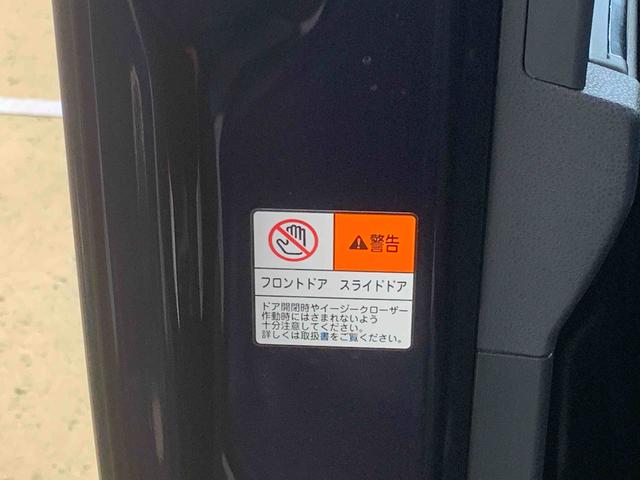 ⚠警告
フロントドア スライドドア
ドア開閉時やイージークローザー
作動時にはさまれないよう
十分注意してください。
詳しくは取扱書をご覧ください。